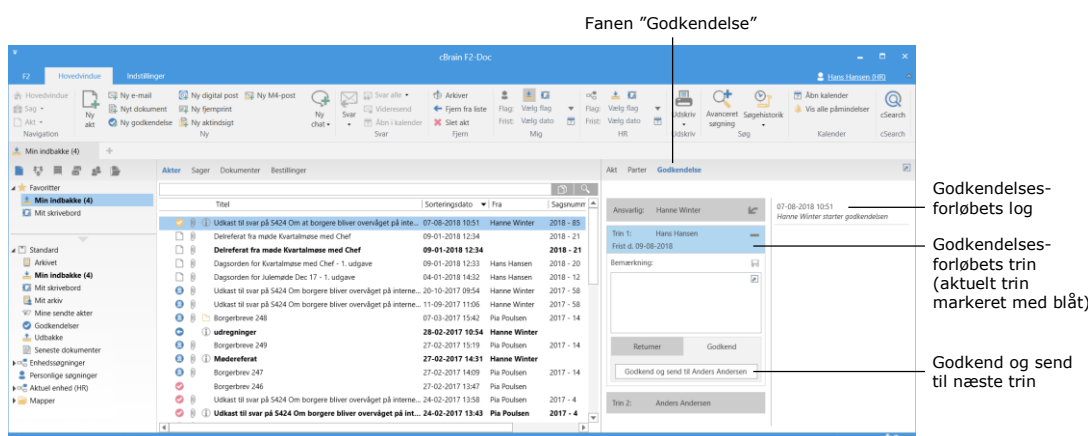 Fanen ”Godkendelse”
cBrain F2-Doc
F2 Hovedvindue Indstillinger Hans Hansen (HR)
Hovedvindue Ny e-mail Ny digital post Ny M4-post Svar alle Arkiver Åbn kalender
Sag Nyt dokument Ny fjernprint Videresend Fjern fra liste Flag: Vælg flag Flag: Vælg flag Vis alle påmindelser
Akt Ny akt Ny godkendelse Ny aktindsigt Ny chat Svar Åbn i kalender Slet akt Frist: Vælg dato Frist: Vælg dato Udskriv Avanceret søgning Søgehistorik cSearch
Navigation Ny Svar Fjern Mig HR Udskriv Søg Kalender cSearch
Min indbakke (4)
Akter Sager Dokumenter Bestillinger
Akt Parter Godkendelse
Favoritter
Min indbakke (4)
Mit skrivebord
Standard
Arkivet
Min indbakke (4)
Mit skrivebord
Mit arkiv
Mine sendte akter
Godkendelser
Udbakke
Seneste dokumenter
Enhedssøgninger
Personlige søgninger
Aktuel enhed (HR)
Mapper
Titel Sorteringsdato Fra Sagsnumm
Udkast til svar på S424 Om at borgere bliver overvåget på inte... 07-08-2018 10:51 Hanne Winter 2018 - 85
Delreferat fra møde Kvartalmøse med Chef 09-01-2018 12:34 2018 - 21
Delreferat fra møde Kvartalmøse med Chef 09-01-2018 12:34 2018 - 21
Dagsorden for Kvartalmøse med Chef - 1. udgave 09-01-2018 12:33 Hans Hansen 2018 - 20
Dagsorden for Julemøde Dec 17 - 1. udgave 04-01-2018 14:32 Hans Hansen 2018 - 12
Udkast til svar på S424 Om borgere bliver overvåget på interne... 20-10-2017 09:54 Hanne Winter 2017 - 58
Udkast til svar på S424 Om borgere bliver overvåget på interne... 11-09-2017 11:06 Hanne Winter 2017 - 58
Borgerbreve 248 07-03-2017 15:42 Pia Poulsen 2017 - 14
udregninger 28-02-2017 10:54 Hanne Winter
Borgerbrev 249 27-02-2017 15:19 Pia Poulsen 2017 - 14
Mødereferat 27-02-2017 14:31 Hanne Winter
Borgerbrev 247 27-02-2017 14:09 Pia Poulsen 2017 - 14
Borgerbrev 246 27-02-2017 13:47 Pia Poulsen
Udkast til svar på S424 Om borgere bliver overvåget på interne... 24-02-2017 13:58 Pia Poulsen 2017 - 4
Udkast til svar på S424 Om borgere bliver overvåget på int... 24-02-2017 13:43 Pia Poulsen 2017 - 4
Ansvarlig: Hanne Winter
Trin 1: Hans Hansen
Frist d. 09-08-2018
Bemærkning:
Returner Godkend
Godkend og send til Anders Andersen
Trin 2: Anders Andersen
07-08-2018 10:51
Hanne Winter starter godkendelsen
Godkendelses-
forløbets log
Godkendelses-
forløbets trin
(aktuelt trin
markeret med blåt)
Godkend og send
til næste trin